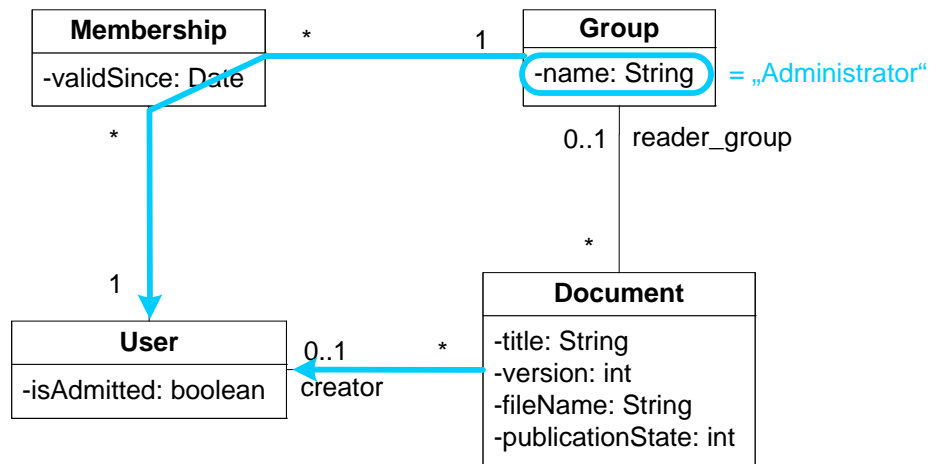 Membership
-validSince: Date
*
1
Group
-name: String
= „Administrator“
*
0..1
reader_group
*
1
User
-isAdmitted: boolean
0..1
*
creator
Document
-title: String
-version: int
-fileName: String
-publicationState: int